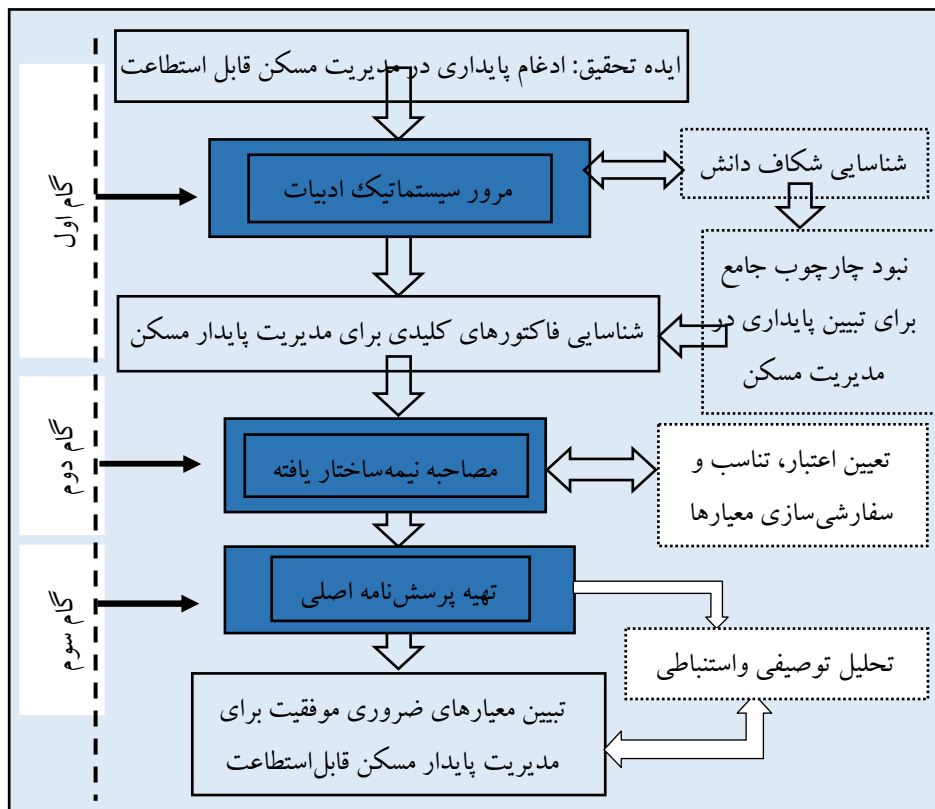 ایده تحقیق: ادغام پایداری در مدیریت مسکن قابل استطاعت
گام اول
مرور سیستماتیک ادبیات
شناسایی شکاف دانش
نبود چارچوب جامع
برای تبیین پایداری در
مدیریت مسکن
شناسایی فاکتورهای کلیدی برای مدیریت پایدار مسکن
گام دوم
مصاحبه نیمه‌ساختار یافته
تعیین اعتبار، تناسب و
سفارشی‌سازی معیارها
گام سوم
تهیه پرسش‌نامه اصلی
تحلیل توصیفی واستنباطی
تبیین معیارهای ضروری موفقیت برای
مدیریت پایدار مسکن قابل‌استطاعت